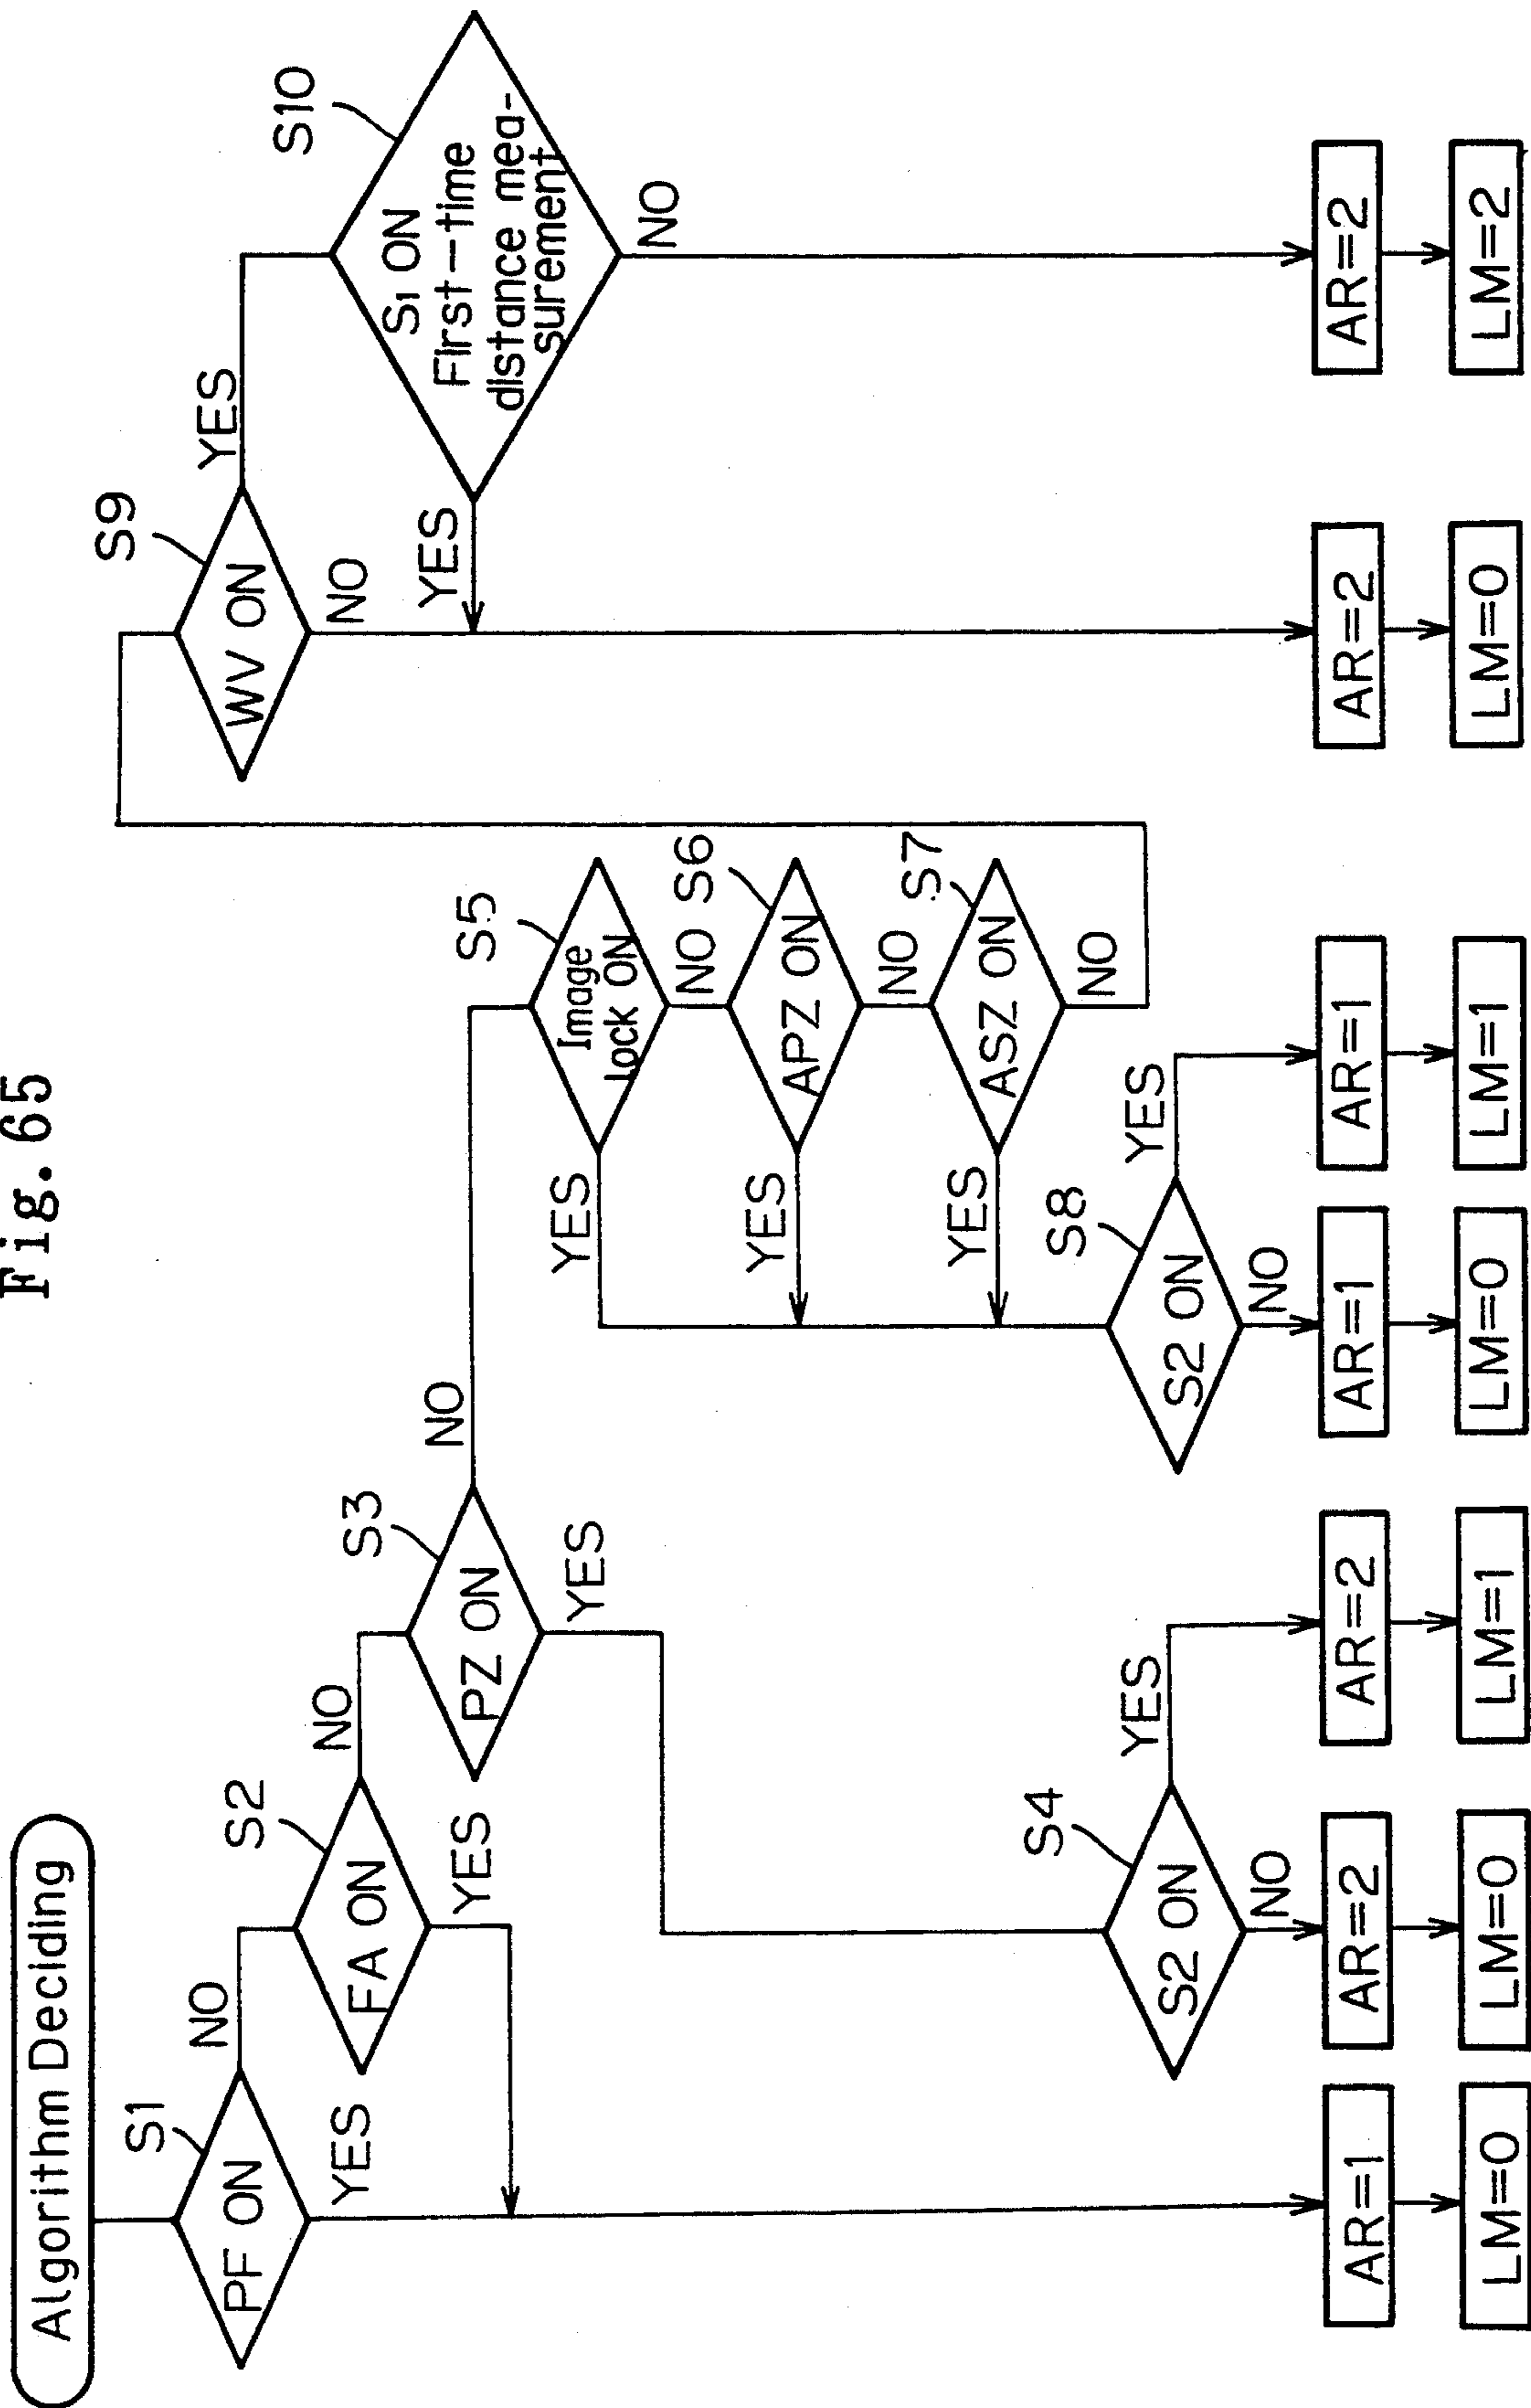 Fig. 65
Algorithm Deciding
S1
PF ON
NO
YES
S2
FA ON
NO
YES
S3
PZ ON
NO
YES
S4
S2 ON
YES
NO
S5
Image
lock ON
YES
NO
S6
APZ ON
YES
NO
S7
ASZ ON
YES
NO
S8
S2 ON
YES
NO
S9
WV ON
YES
NO
S10
S1 ON
First-time
distance mea-
surement
YES
NO
AR=1
LM=0
AR=2
LM=0
AR=2
LM=1
AR=1
LM=0
AR=1
LM=1
AR=2
LM=0
AR=2
LM=2